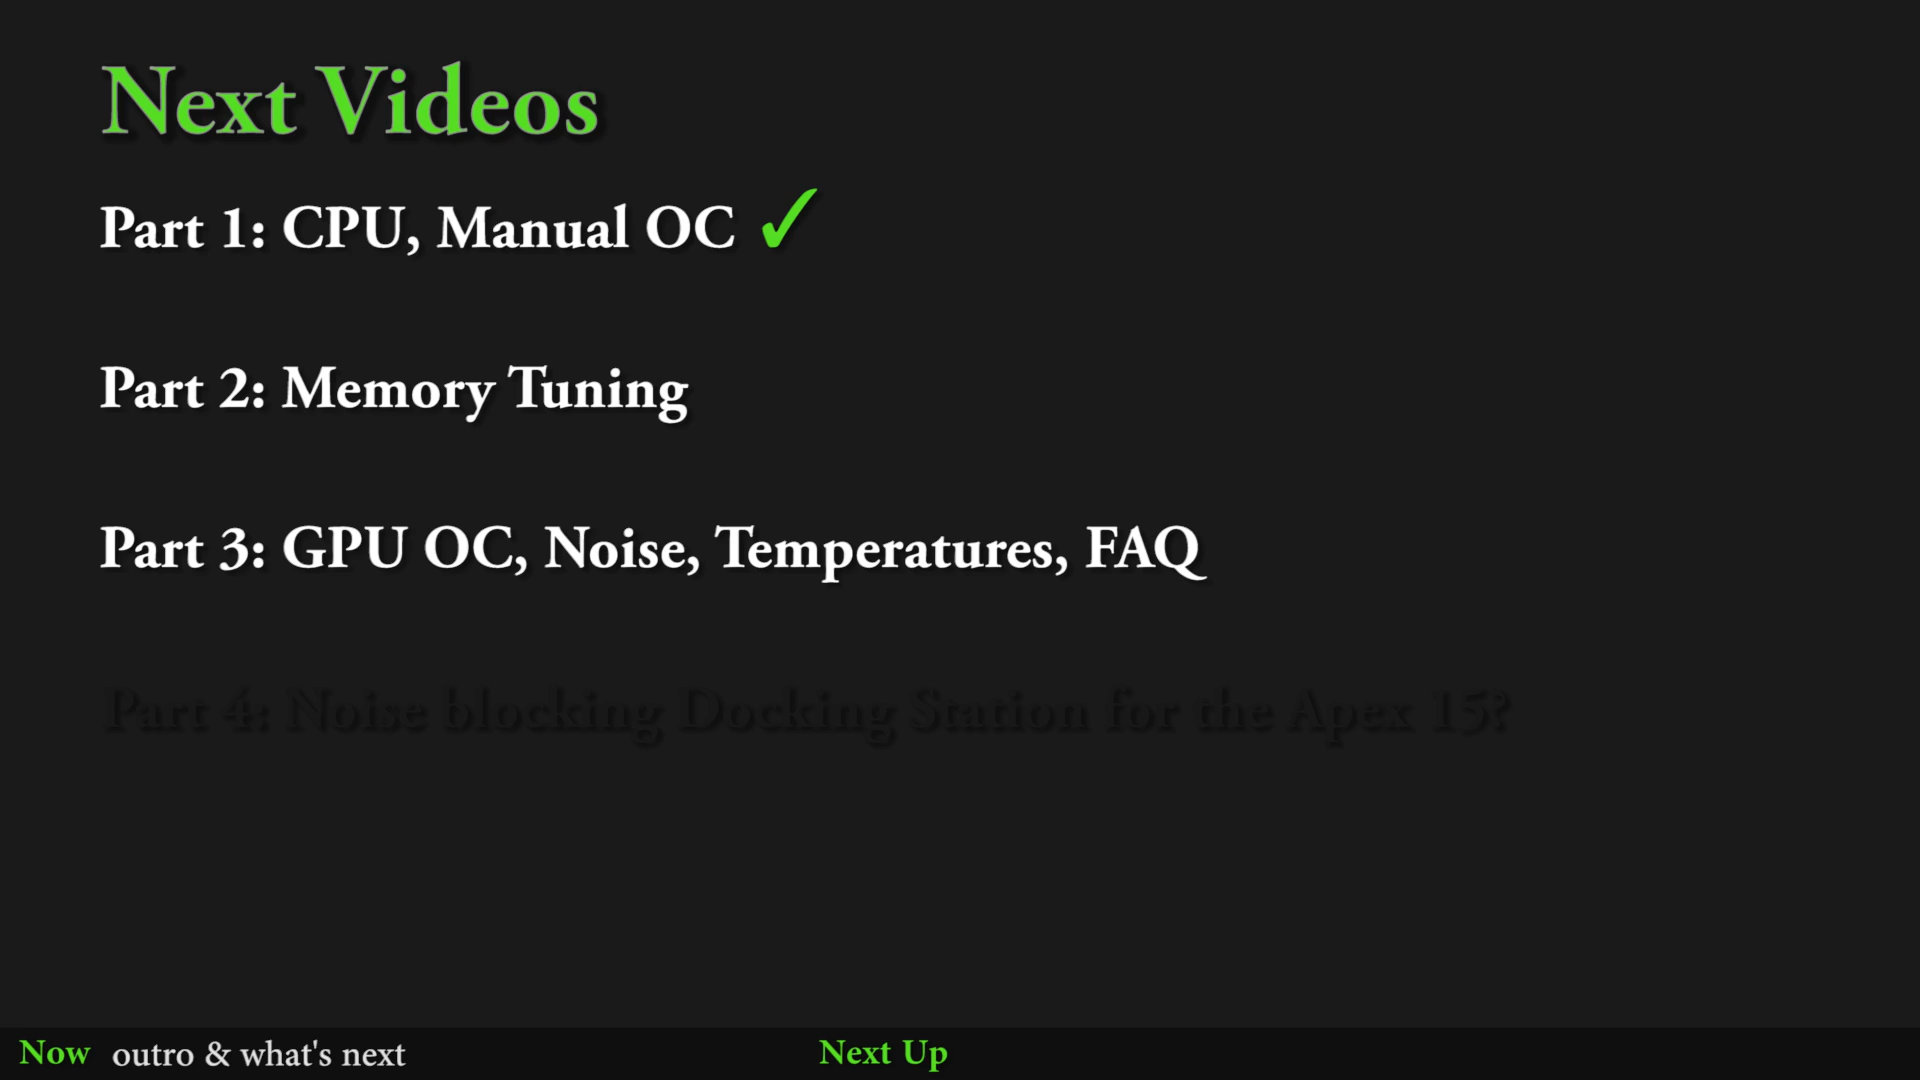 Next Videos
Part 1: CPU, Manual OC ✓
Part 2: Memory Tuning
Part 3: GPU OC, Noise, Temperatures, FAQ
Part 4: Noise blocking Docking Station for the Apex 15?
Now outro & what's next
Next Up